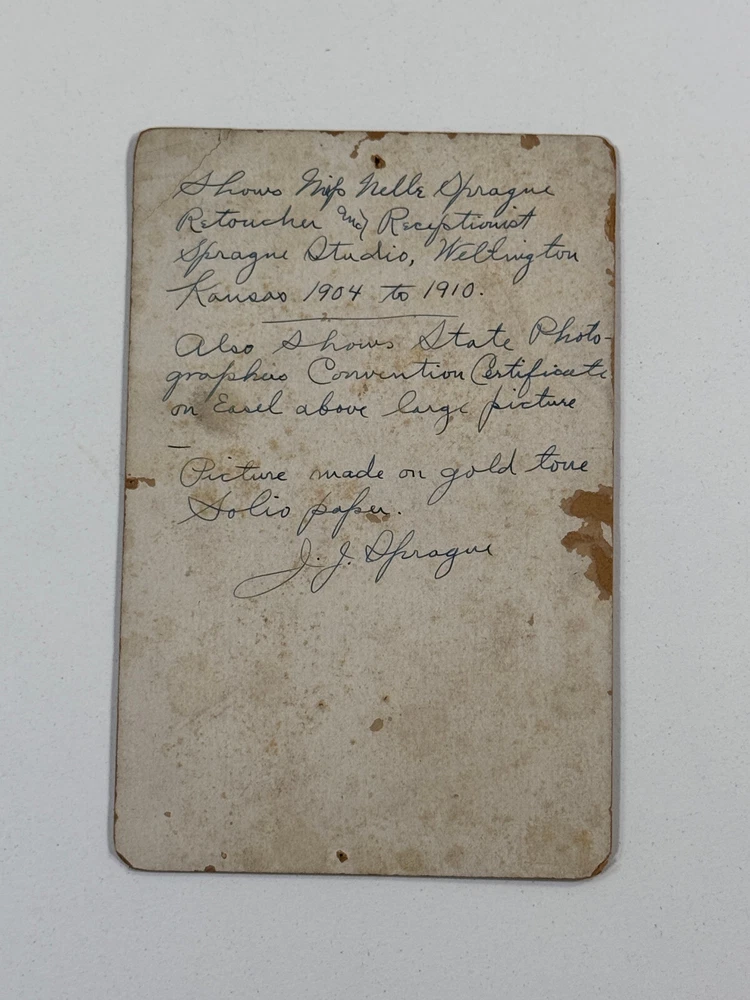 Shows Miss Nelle Sprague
Retoucher and Receptionist
Sprague Studio, Wellington
Kansas 1904 to 1910.
Also Shows State Photo-
graphers Convention Certificate
on Easel above large picture
Picture made on gold tone
Solio paper.
J. J. Sprague